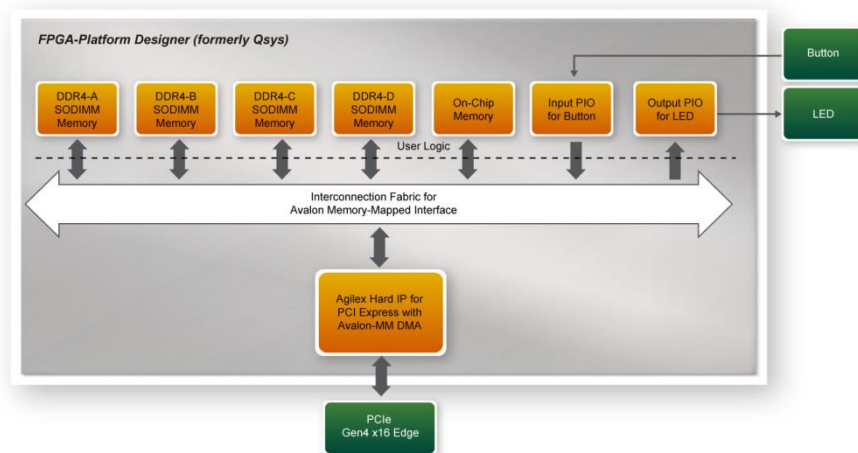 FPGA-Platform Designer (formerly Qsys)
Button
LED
DDR4-A
SODIMM
Memory
DDR4-B
SODIMM
Memory
DDR4-C
SODIMM
Memory
DDR4-D
SODIMM
Memory
On-Chip
Memory
Input PIO
for Button
Output PIO
for LED
User Logic
Interconnection Fabric for
Avalon Memory-Mapped Interface
Agilex Hard IP for
PCI Express with
Avalon-MM DMA
PCIe
Gen4 x16 Edge